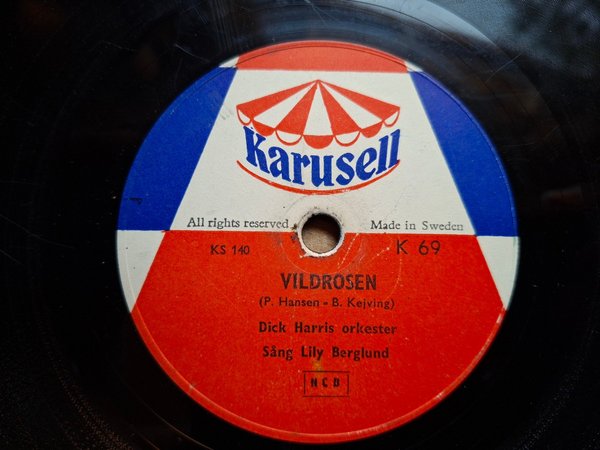 Karusell
All rights reserved
Made in Sweden
KS 140
K 69
VILDROSEN
(P. Hansen - B. Kejving)
Dick Harris orkester
Sång Lily Berglund
NCB